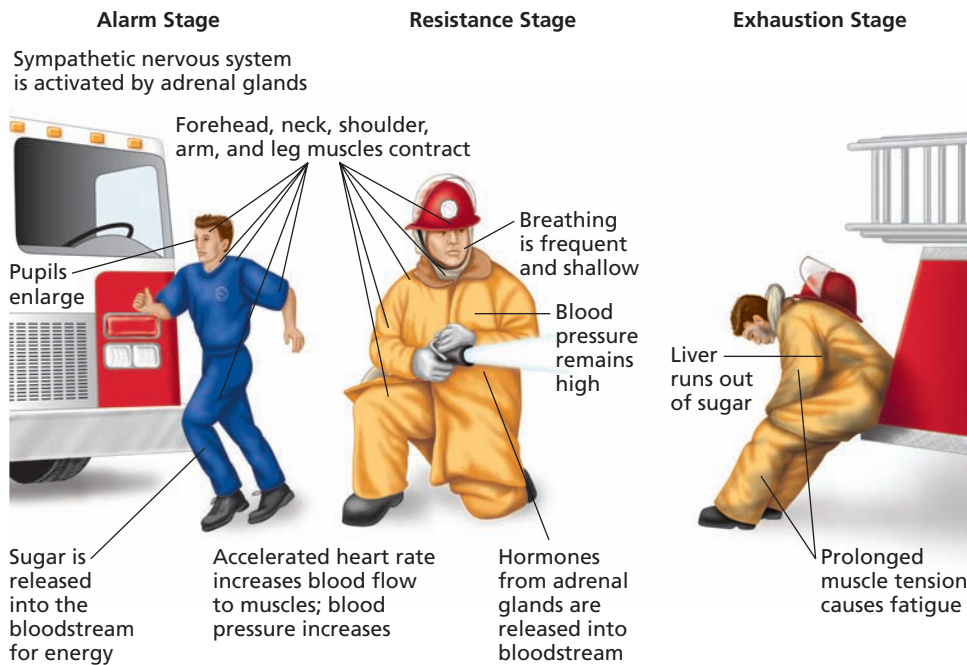 Alarm Stage
Resistance Stage
Exhaustion Stage
Sympathetic nervous system
is activated by adrenal glands
Forehead, neck, shoulder,
arm, and leg muscles contract
Pupils
enlarge
Breathing
is frequent
and shallow
Blood
pressure
remains
high
Liver
runs out
of sugar
Sugar is
released
into the
bloodstream
for energy
Accelerated heart rate
increases blood flow
to muscles; blood
pressure increases
Hormones
from adrenal
glands are
released into
bloodstream
Prolonged
muscle tension
causes fatigue